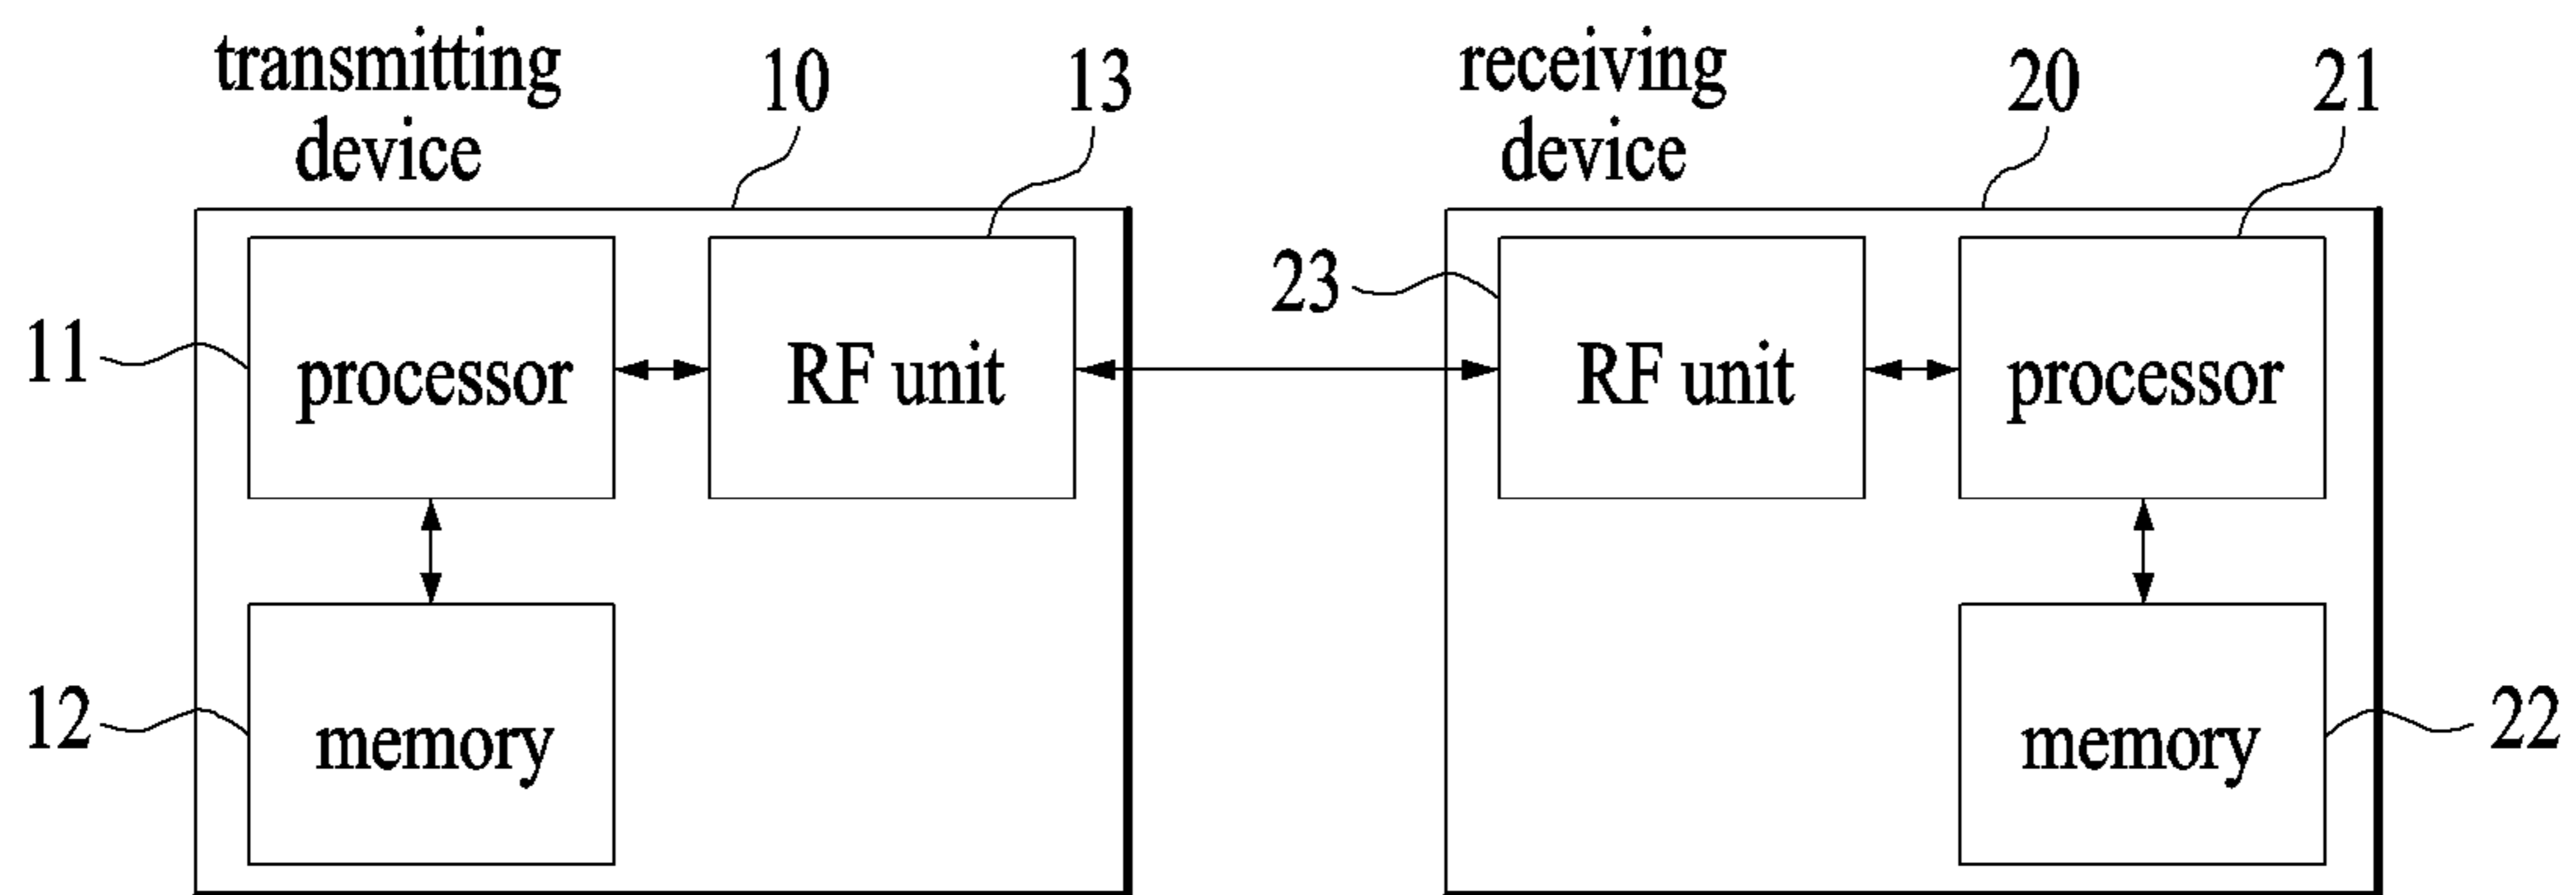 transmitting
device
10
13
receiving
device
20
21
23
11
processor
RF unit
RF unit
processor
12
memory
memory
22